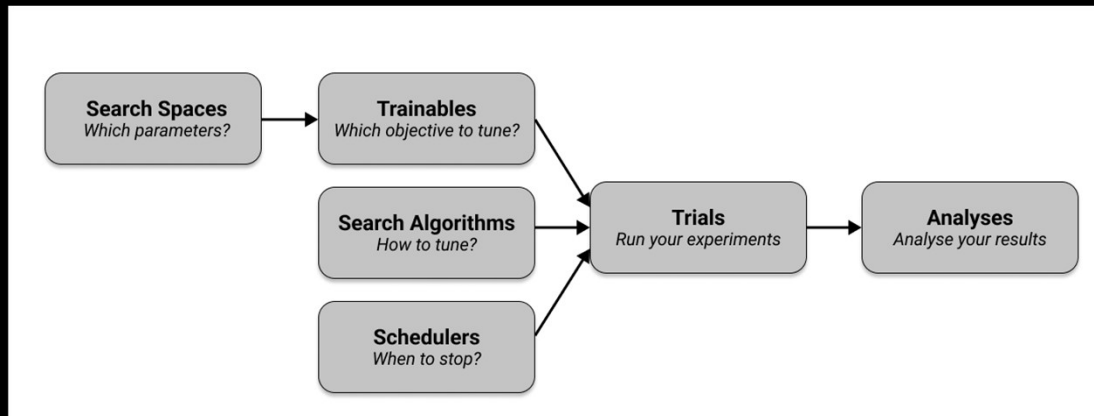 Search Spaces
Which parameters?
Trainables
Which objective to tune?
Search Algorithms
How to tune?
Schedulers
When to stop?
Trials
Run your experiments
Analyses
Analyse your results